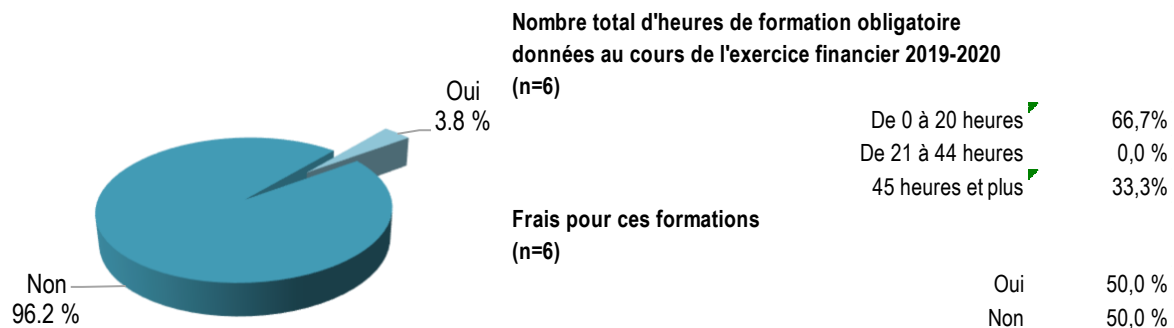 Oui
3.8 %
Non
96.2 %
Nombre total d'heures de formation obligatoire
données au cours de l'exercice financier 2019-2020
(n=6)
De 0 à 20 heures 66,7%
De 21 à 44 heures 0,0 %
45 heures et plus 33,3%
Frais pour ces formations
(n=6)
Oui 50,0 %
Non 50,0 %